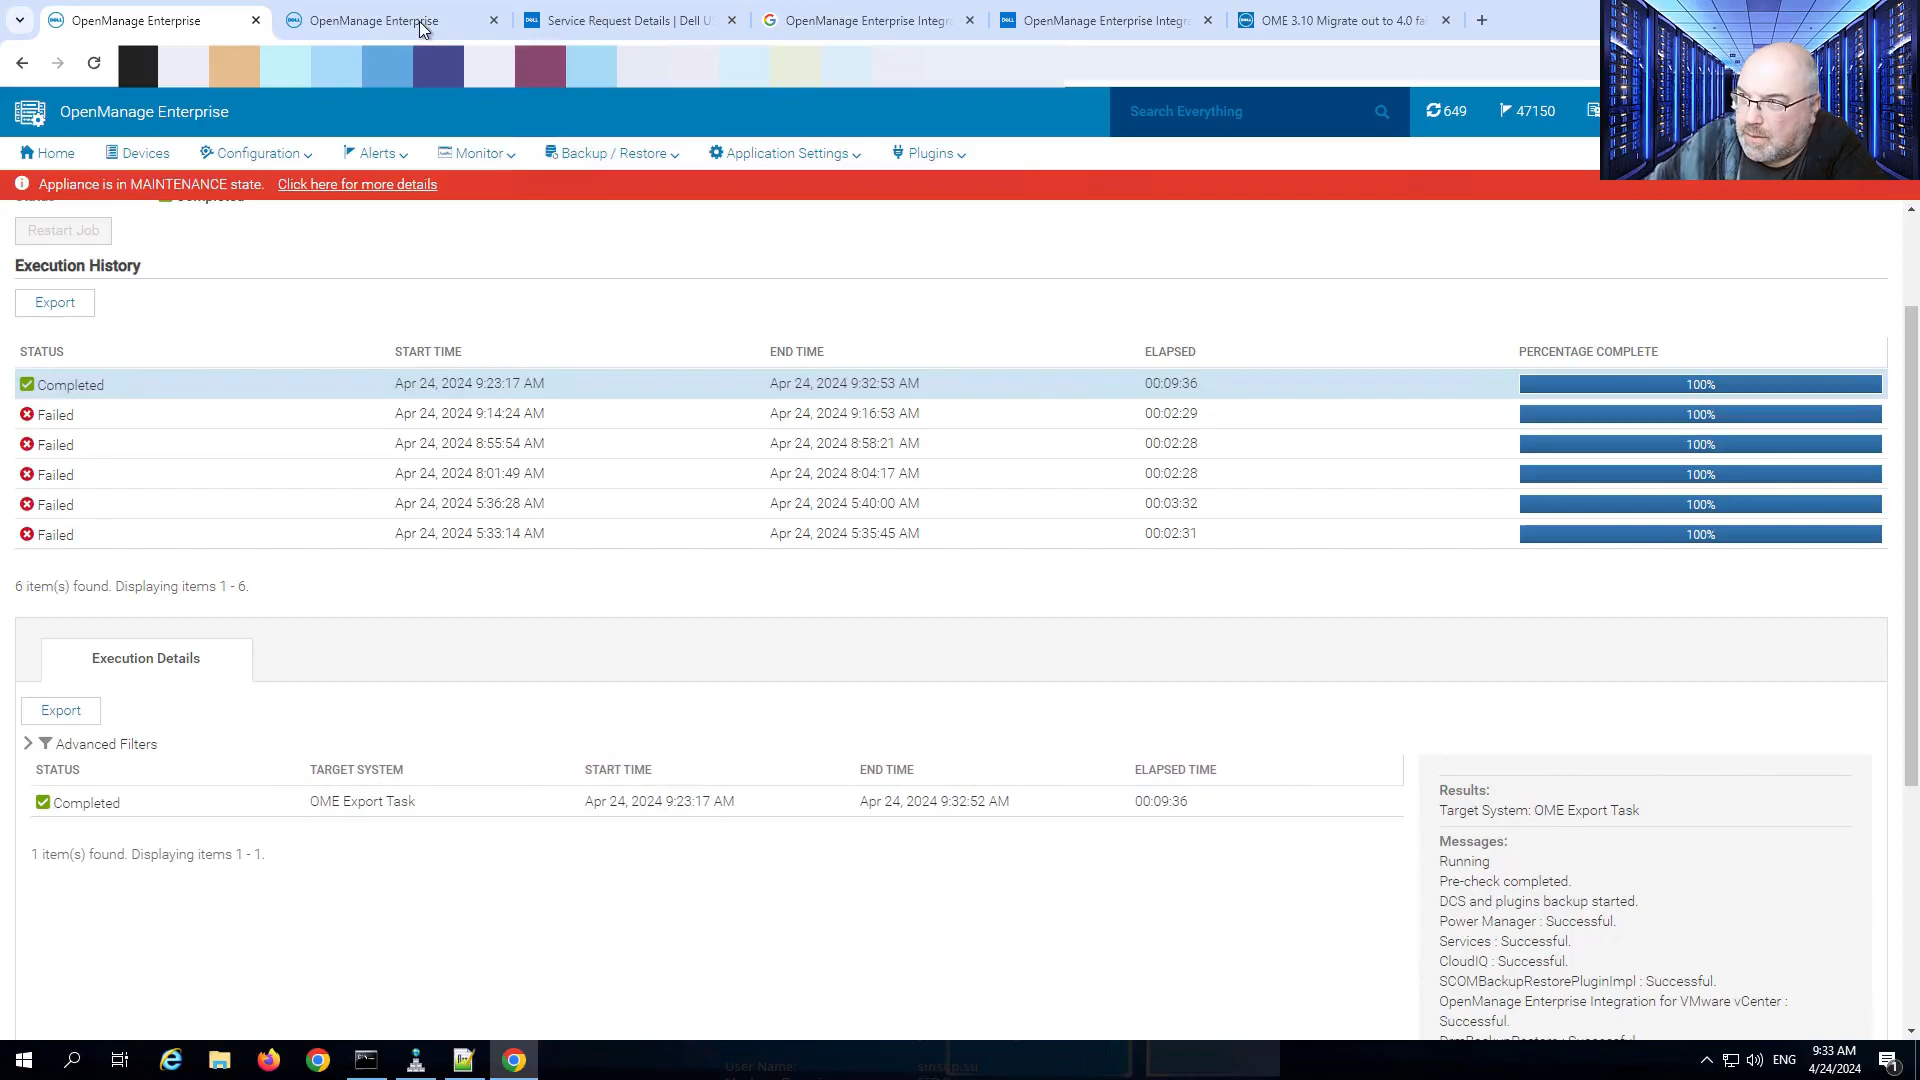 OpenManage Enterprise
OpenManage Enterprise
Service Request Details | Dell U
OpenManage Enterprise Integr
OpenManage Enterprise Integra
OME 3.10 Migrate out to 4.0 fa
OpenManage Enterprise
Search Everything
649
47150
Home
Devices
Configuration
Alerts
Monitor
Backup / Restore
Application Settings
Plugins
Appliance is in MAINTENANCE state. Click here for more details
Completed
Restart Job
Execution History
Export
STATUS START TIME END TIME ELAPSED PERCENTAGE COMPLETE
Completed Apr 24, 2024 9:23:17 AM Apr 24, 2024 9:32:53 AM 00:09:36 100%
Failed Apr 24, 2024 9:14:24 AM Apr 24, 2024 9:16:53 AM 00:02:29 100%
Failed Apr 24, 2024 8:55:54 AM Apr 24, 2024 8:58:21 AM 00:02:28 100%
Failed Apr 24, 2024 8:01:49 AM Apr 24, 2024 8:04:17 AM 00:02:28 100%
Failed Apr 24, 2024 5:36:28 AM Apr 24, 2024 5:40:00 AM 00:03:32 100%
Failed Apr 24, 2024 5:33:14 AM Apr 24, 2024 5:35:45 AM 00:02:31 100%
6 item(s) found. Displaying items 1 - 6.
Execution Details
Export
Advanced Filters
STATUS TARGET SYSTEM START TIME END TIME ELAPSED TIME
Completed OME Export Task Apr 24, 2024 9:23:17 AM Apr 24, 2024 9:32:52 AM 00:09:36
1 item(s) found. Displaying items 1 - 1.
Results:
Target System: OME Export Task
Messages:
Running
Pre-check completed.
DCS and plugins backup started.
Power Manager : Successful.
Services : Successful.
CloudIQ : Successful.
SCOMBackupRestorePluginImpl : Successful.
OpenManage Enterprise Integration for VMware vCenter :
Successful.
User Name:
ENG
9:33 AM
4/24/2024